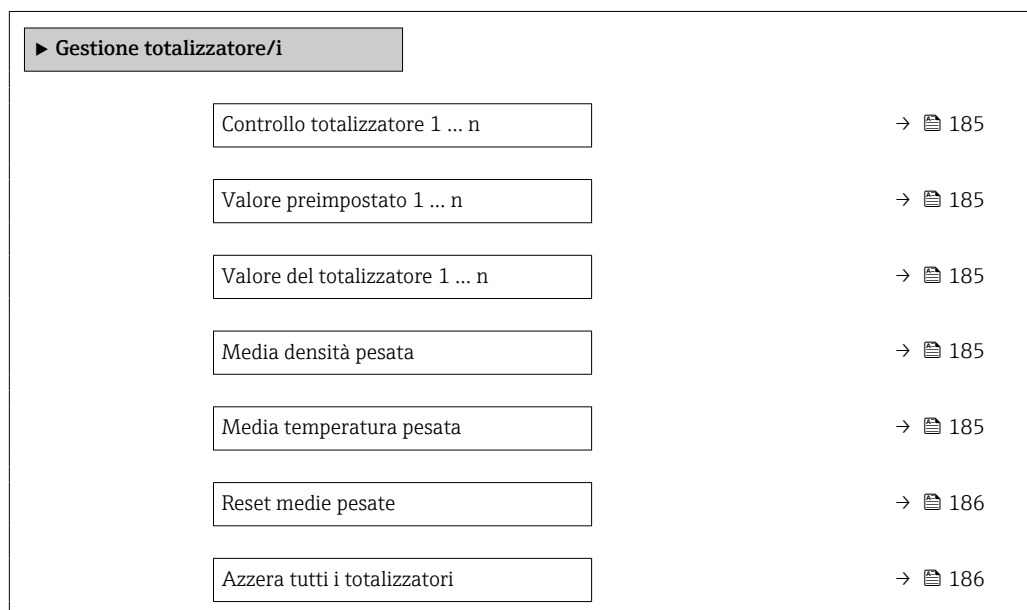 ▶ Gestione totalizzatore/i
Controllo totalizzatore 1 … n → 185
Valore preimpostato 1 … n → 185
Valore del totalizzatore 1 … n → 185
Media densità pesata → 185
Media temperatura pesata → 185
Reset medie pesate → 186
Azzera tutti i totalizzatori → 186